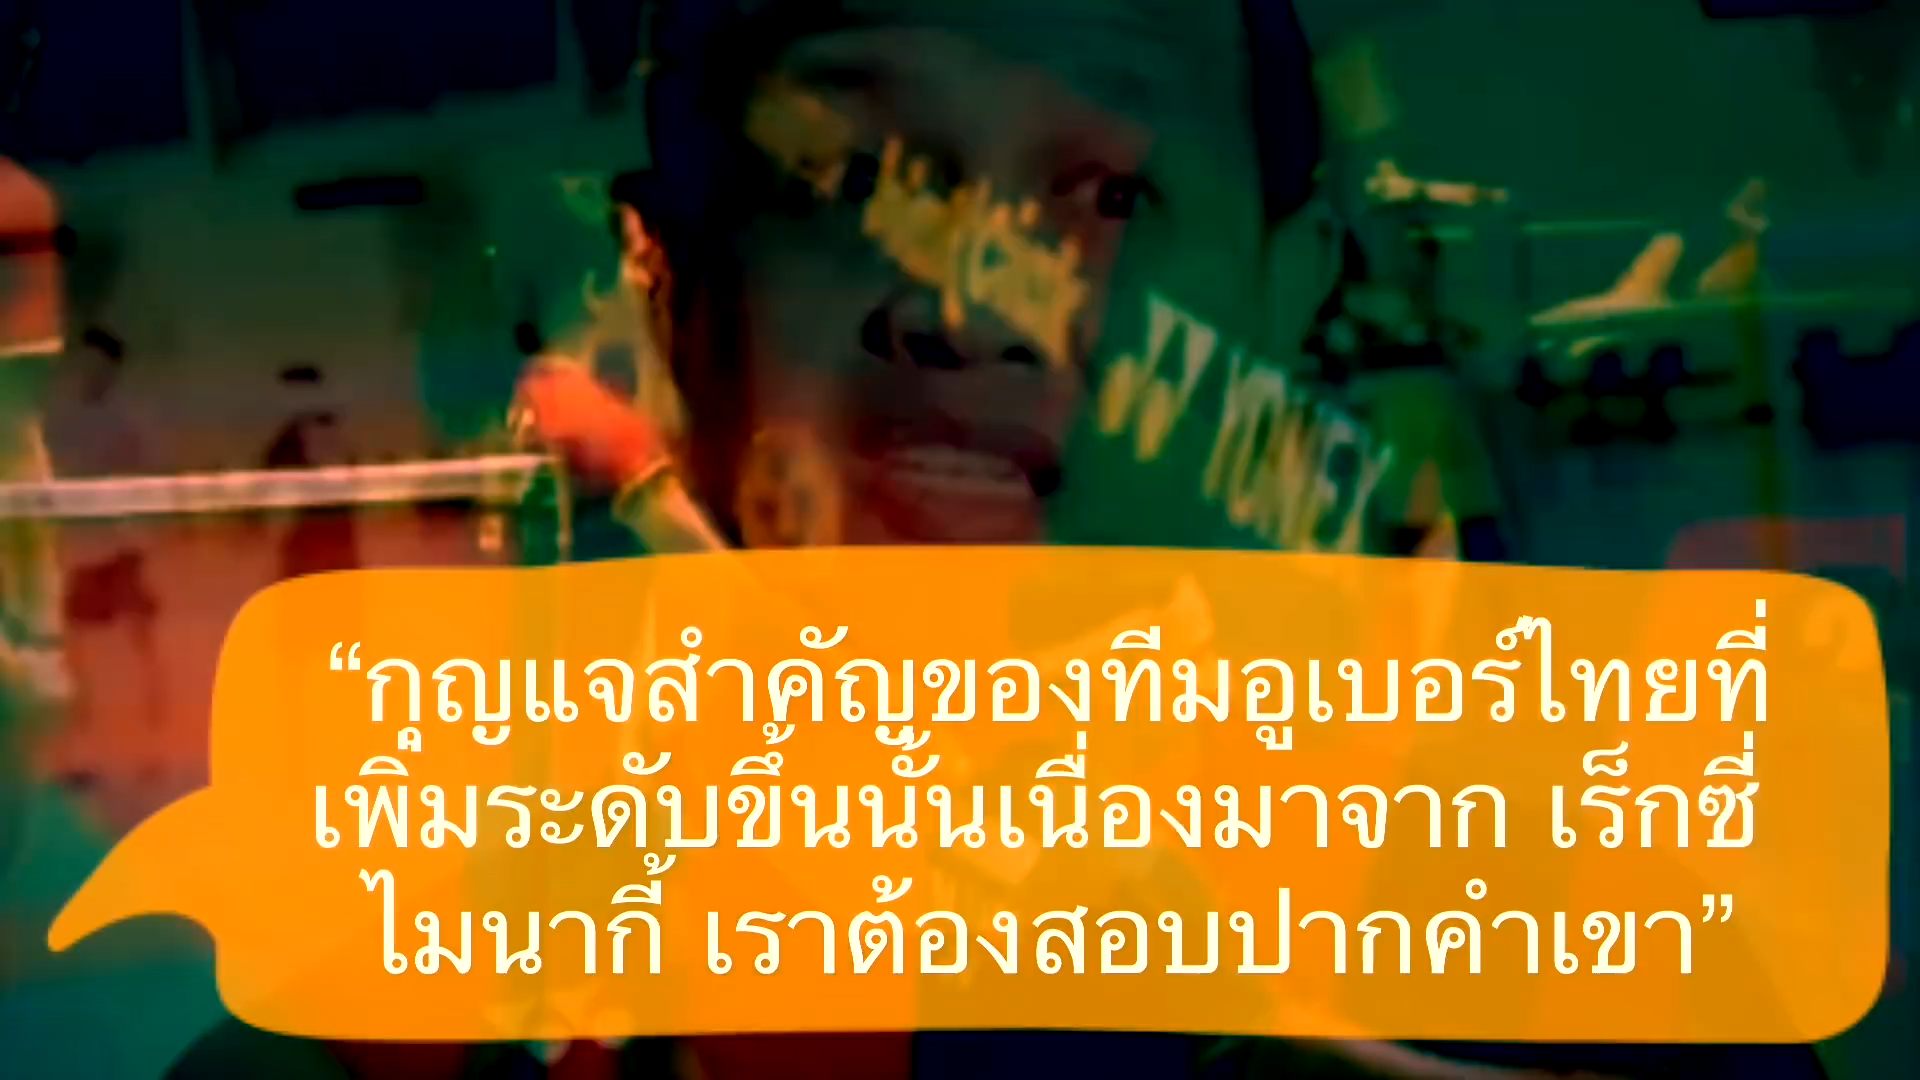 YONEX
“กุญแจสำคัญของทีมอูเบอร์ไทยที่
เพิ่มระดับขึ้นนั้นเนื่องมาจาก เร็กซี่
ไมนากี้ เราต้องสอบปากคำเขา”